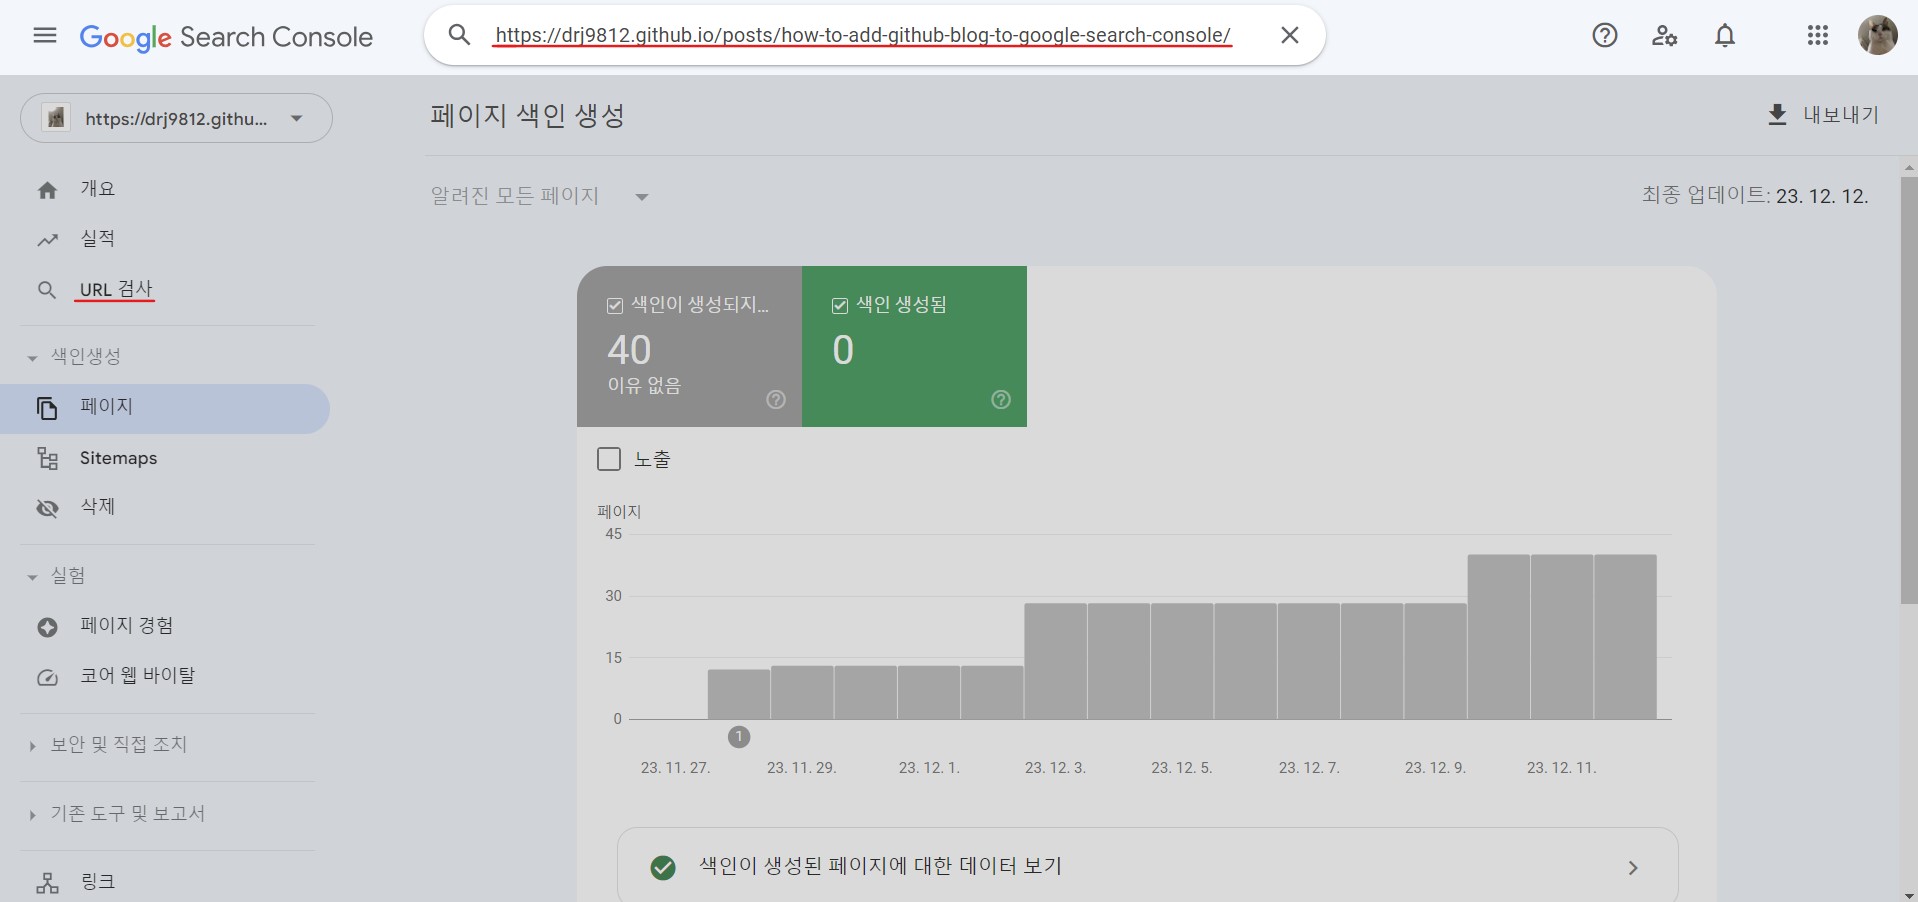 Google Search Console
https://drj9812.github.io/posts/how-to-add-github-blog-to-google-search-console/
https://drj9812.githu...
개요
실적
URL 검사
색인생성
페이지
Sitemaps
삭제
실험
페이지 경험
코어 웹 바이탈
보안 및 직접 조치
기존 도구 및 보고서
링크
페이지 색인 생성
내보내기
알려진 모든 페이지
최종 업데이트: 23. 12. 12.
색인이 생성되지...
40
이유 없음
색인 생성됨
0
노출
페이지
45
30
15
0
1
23. 11. 27. 23. 11. 29. 23. 12. 1. 23. 12. 3. 23. 12. 5. 23. 12. 7. 23. 12. 9. 23. 12. 11.
색인이 생성된 페이지에 대한 데이터 보기